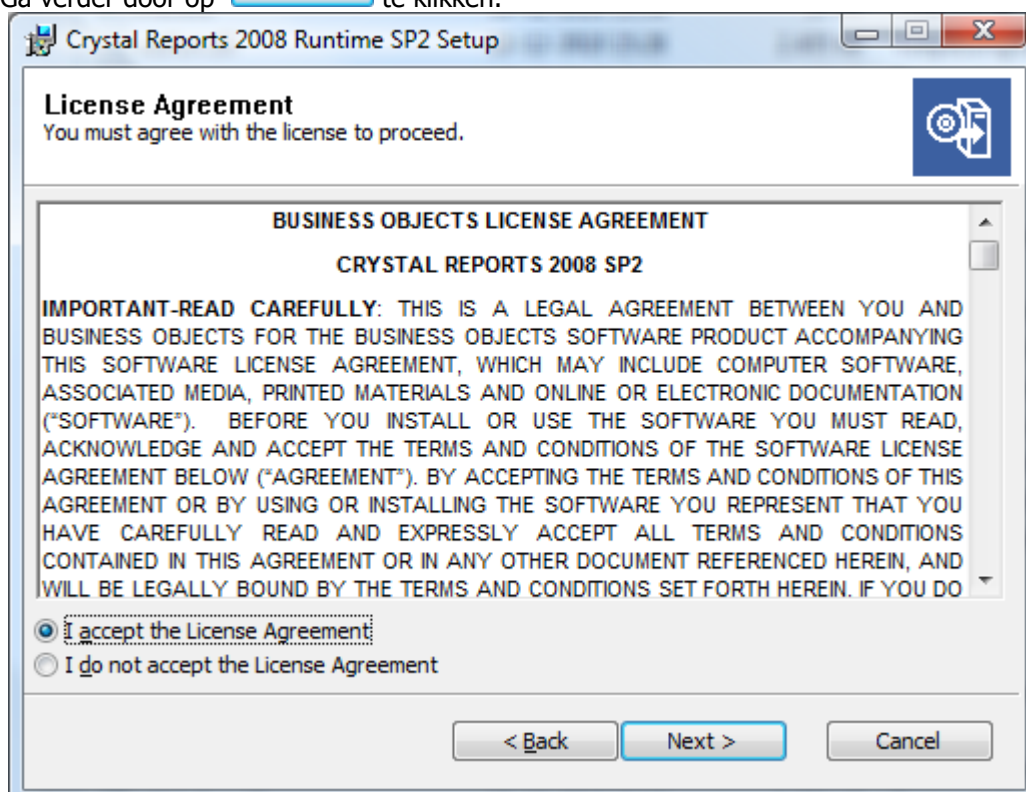 Ga verder door op te klikken.
Crystal Reports 2008 Runtime SP2 Setup
License Agreement
You must agree with the license to proceed.
BUSINESS OBJECTS LICENSE AGREEMENT
CRYSTAL REPORTS 2008 SP2
IMPORTANT-READ CAREFULLY: THIS IS A LEGAL AGREEMENT BETWEEN YOU AND
BUSINESS OBJECTS FOR THE BUSINESS OBJECTS SOFTWARE PRODUCT ACCOMPANYING
THIS SOFTWARE LICENSE AGREEMENT, WHICH MAY INCLUDE COMPUTER SOFTWARE,
ASSOCIATED MEDIA, PRINTED MATERIALS AND ONLINE OR ELECTRONIC DOCUMENTATION
(“SOFTWARE”). BEFORE YOU INSTALL OR USE THE SOFTWARE YOU MUST READ,
ACKNOWLEDGE AND ACCEPT THE TERMS AND CONDITIONS OF THE SOFTWARE LICENSE
AGREEMENT BELOW (“AGREEMENT”). BY ACCEPTING THE TERMS AND CONDITIONS OF THIS
AGREEMENT OR BY USING OR INSTALLING THE SOFTWARE YOU REPRESENT THAT YOU
HAVE CAREFULLY READ AND EXPRESSLY ACCEPT ALL TERMS AND CONDITIONS
CONTAINED IN THIS AGREEMENT OR IN ANY OTHER DOCUMENT REFERENCED HEREIN, AND
WILL BE LEGALLY BOUND BY THE TERMS AND CONDITIONS SET FORTH HEREIN. IF YOU DO
I accept the License Agreement
I do not accept the License Agreement
< Back Next > Cancel